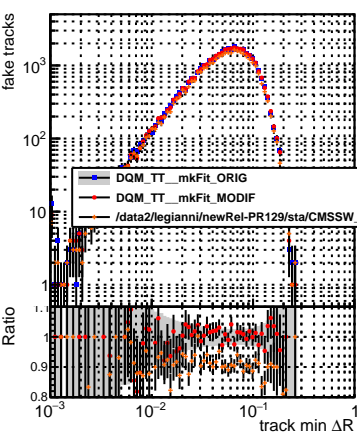 fake tracks
10³
10²
10
1
DQM_TT__mkFit_ORIG
DQM_TT__mkFit_MODIF
/data2/legianni/newRel-PR129/sta/CMSSW_
Ratio
1.1
1
0.9
0.8
10⁻³
10⁻²
10⁻¹
1
track min ΔR